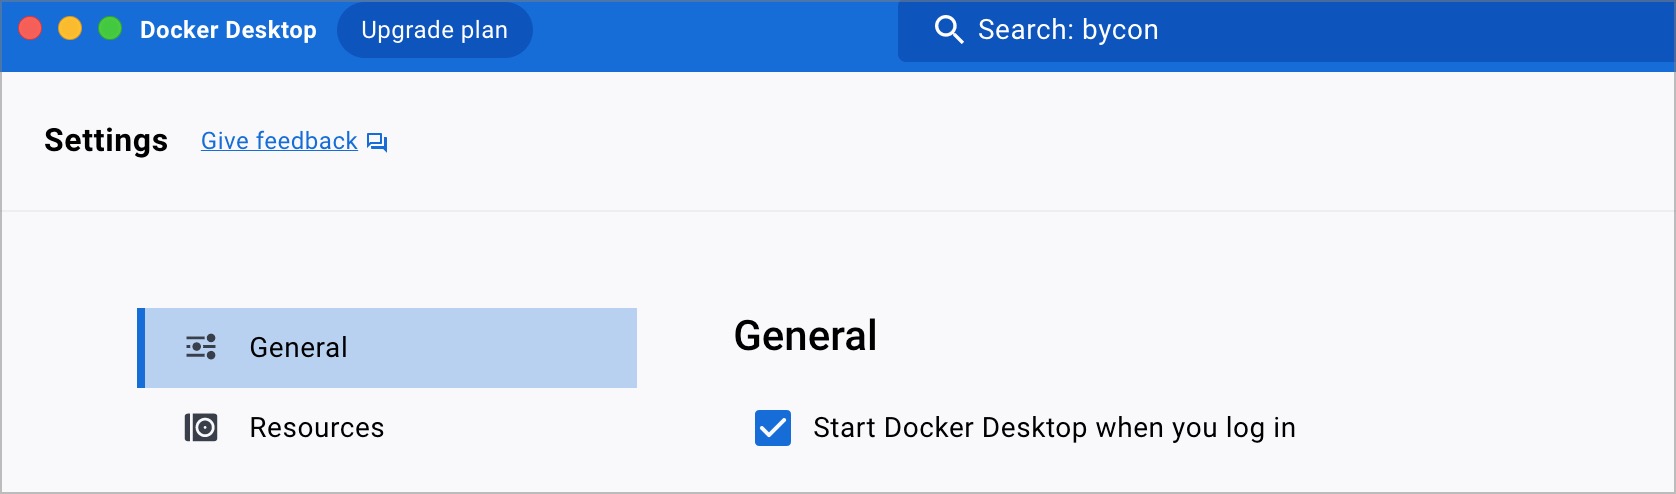 Docker Desktop Upgrade plan Search: bycon
Settings Give feedback
General
General
Resources
Start Docker Desktop when you log in